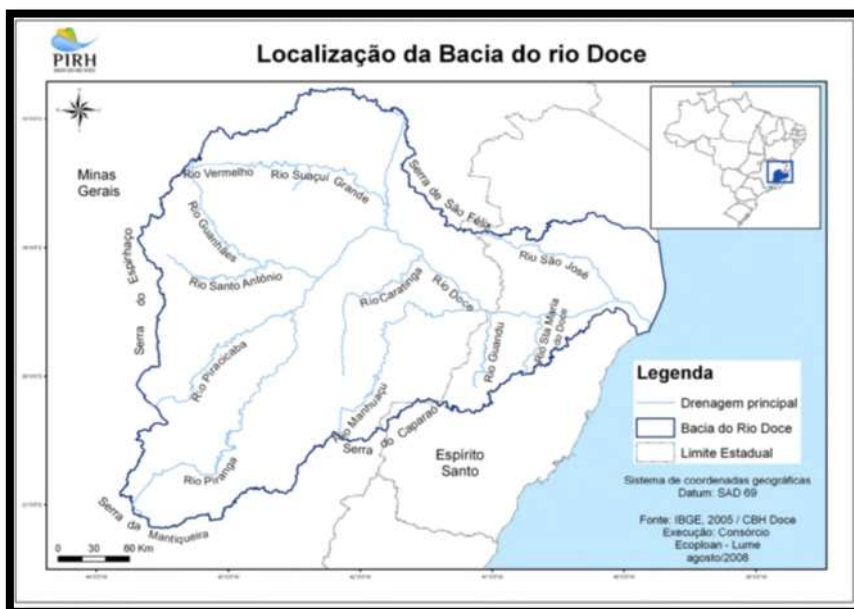 PIRH
Localização da Bacia do rio Doce
Minas
Gerais
Rio Vermelho
Rio Suaçuí Grande
Serra de São Félix
Rio Guanhães
Serra do Espinhaço
Rio Santo Antônio
Riu São José
Rio Caratinga
Rio Doce
Rio Guandu
Rio Sta Maria
do Doce
Rio Piracicaba
Rio Manhuaçu
Serra do Caparaó
Espírito
Santo
Rio Piranga
Serra da Mantiqueira
0 30 60 Km
Legenda
Drenagem principal
Bacia do Rio Doce
Limite Estadual
Sistema de coordenadas geográficas
Datum: SAD 69
Fonte: IBGE, 2005 / CBH Doce
Execução: Consórcio
Ecoploan - Lume
agosto/2008